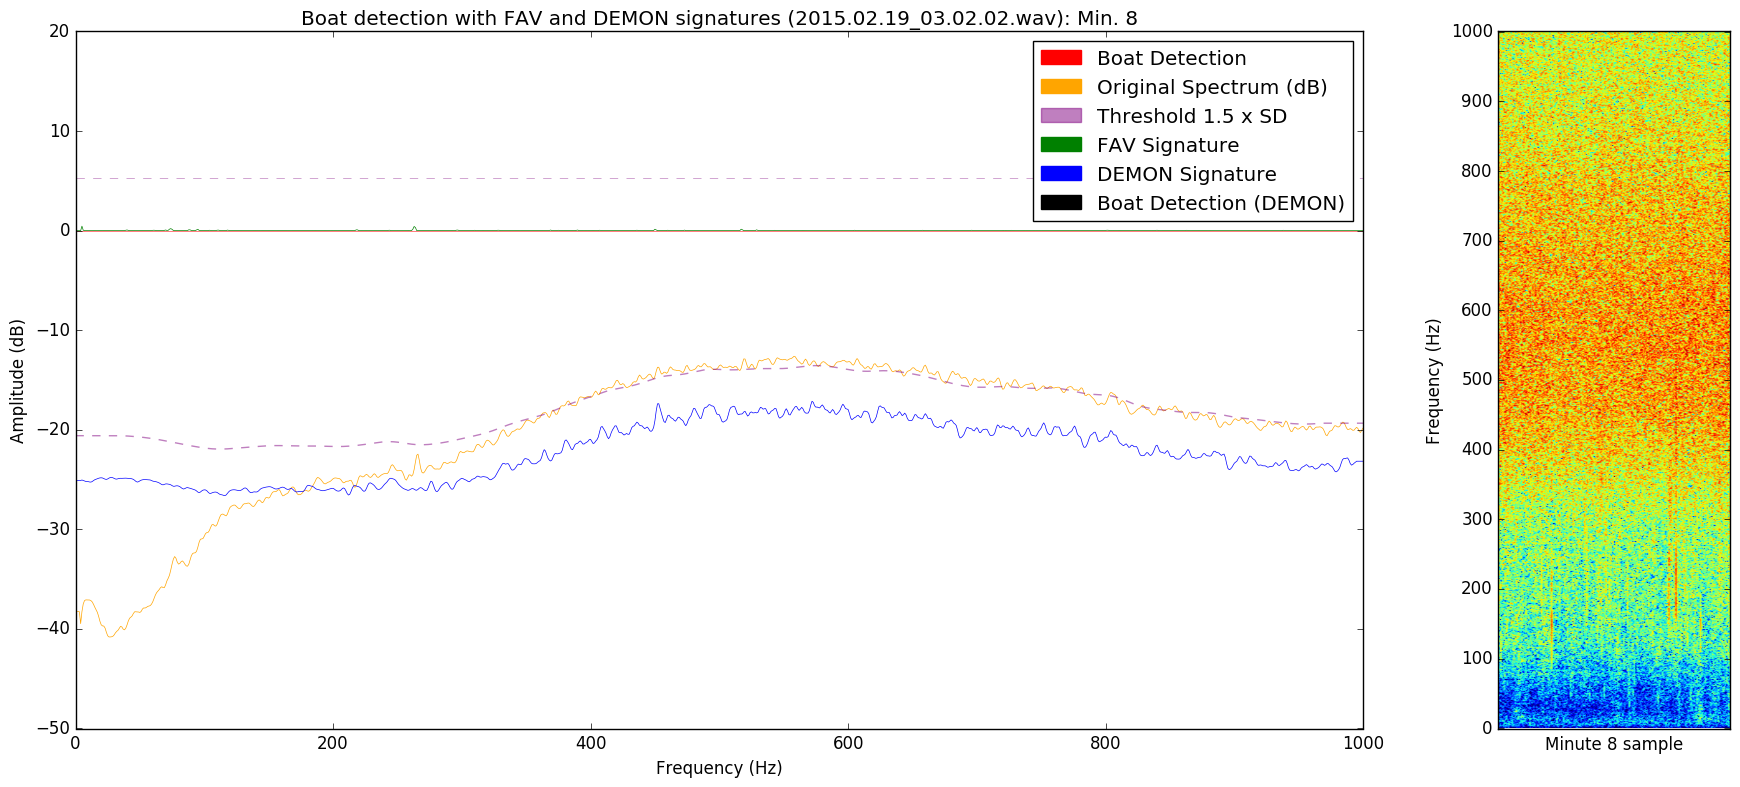 Boat detection with FAV and DEMON signatures (2015.02.19_03.02.02.wav): Min. 8
Boat Detection
Original Spectrum (dB)
Threshold 1.5 x SD
FAV Signature
DEMON Signature
Boat Detection (DEMON)
20
10
0
−10
−20
−30
−40
−50
Amplitude (dB)
0 200 400 600 800 1000
Frequency (Hz)
1000
900
800
700
600
500
400
300
200
100
0
Frequency (Hz)
Minute 8 sample